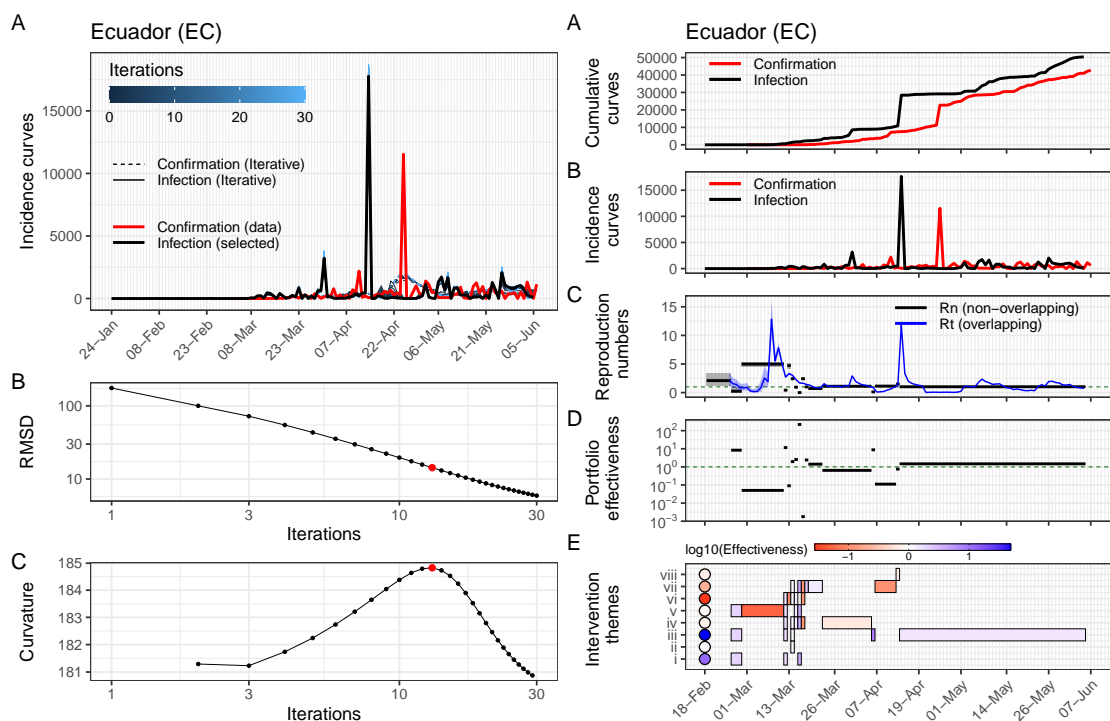 A
Ecuador (EC)
Iterations
0 10 20 30
Confirmation (Iterative)
Infection (Iterative)
Confirmation (data)
Infection (selected)
Incidence curves
15000
10000
5000
0
24−Jan
08−Feb
23−Feb
08−Mar
23−Mar
07−Apr
22−Apr
06−May
21−May
05−Jun
B
RMSD
100
30
10
1 3 10 30
Iterations
C
Curvature
185
184
183
182
181
1 3 10 30
Iterations
A
Ecuador (EC)
Cumulative
curves
50000
40000
30000
20000
10000
0
Confirmation
Infection
B
Incidence
curves
15000
10000
5000
0
Confirmation
Infection
C
Reproduction
numbers
15
10
5
0
Rn (non−overlapping)
Rt (overlapping)
D
Portfolio
effectiveness
10²
10¹
10⁰
10⁻¹
10⁻²
10⁻³
E
log10(Effectiveness)
−1 0 1
Intervention
themes
viii
vii
vi
v
iv
iii
ii
i
18−Feb
01−Mar
13−Mar
26−Mar
07−Apr
19−Apr
01−May
14−May
26−May
07−Jun